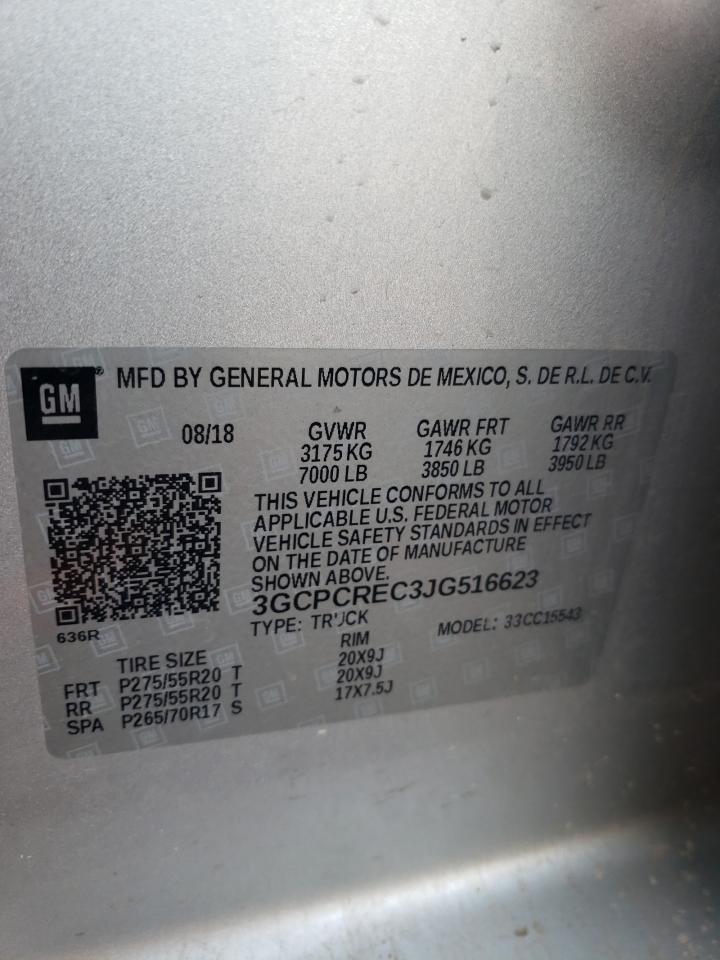 GM® MFD BY GENERAL MOTORS DE MEXICO, S. DE R.L. DE C.V.
08/18 GVWR GAWR FRT GAWR RR
3175 KG 1746 KG 1792 KG
7000 LB 3850 LB 3950 LB
THIS VEHICLE CONFORMS TO ALL
APPLICABLE U.S. FEDERAL MOTOR
VEHICLE SAFETY STANDARDS IN EFFECT
ON THE DATE OF MANUFACTURE
SHOWN ABOVE.
3GCPCREC3JG516623
636R
TYPE: TRUCK MODEL: 33CC15543
TIRE SIZE RIM
FRT P275/55R20 T 20X9J
RR P275/55R20 T 20X9J
SPA P265/70R17 S 17X7.5J